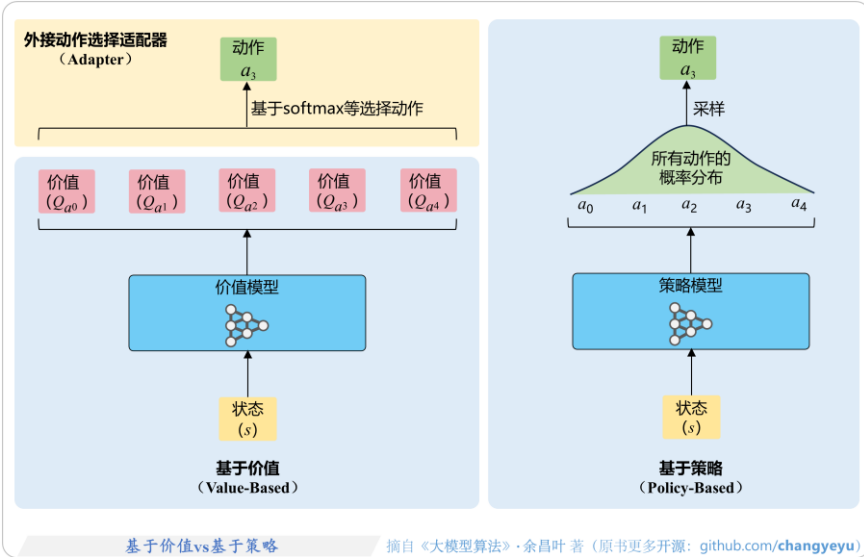 外接动作选择适配器
（Adapter）
动作
a₃
基于softmax等选择动作
价值
（Qₐ⁰）
价值
（Qₐ¹）
价值
（Qₐ²）
价值
（Qₐ³）
价值
（Qₐ⁴）
价值模型
状态
（s）
基于价值
（Value-Based）
动作
a₃
采样
所有动作的
概率分布
a₀ a₁ a₂ a₃ a₄
策略模型
状态
（s）
基于策略
（Policy-Based）
基于价值vs基于策略
摘自《大模型算法》·余昌叶 著（原书更多开源：github.com/changyeyu）